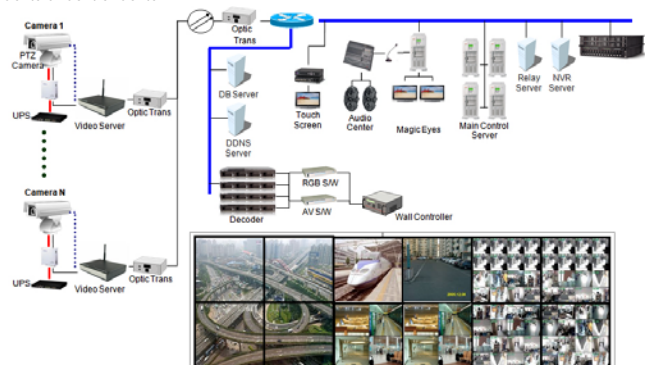 Camera 1
PTZ
Camera
UPS
Video Server
Optic Trans
Optic
Trans
DB Server
DDNS
Server
Touch
Screen
Audio
Center
Magic Eyes
Main Control
Server
Relay
Server
NVR
Server
Camera N
UPS
Video Server
Optic Trans
Decoder
RGB S/W
AV S/W
Wall Controller